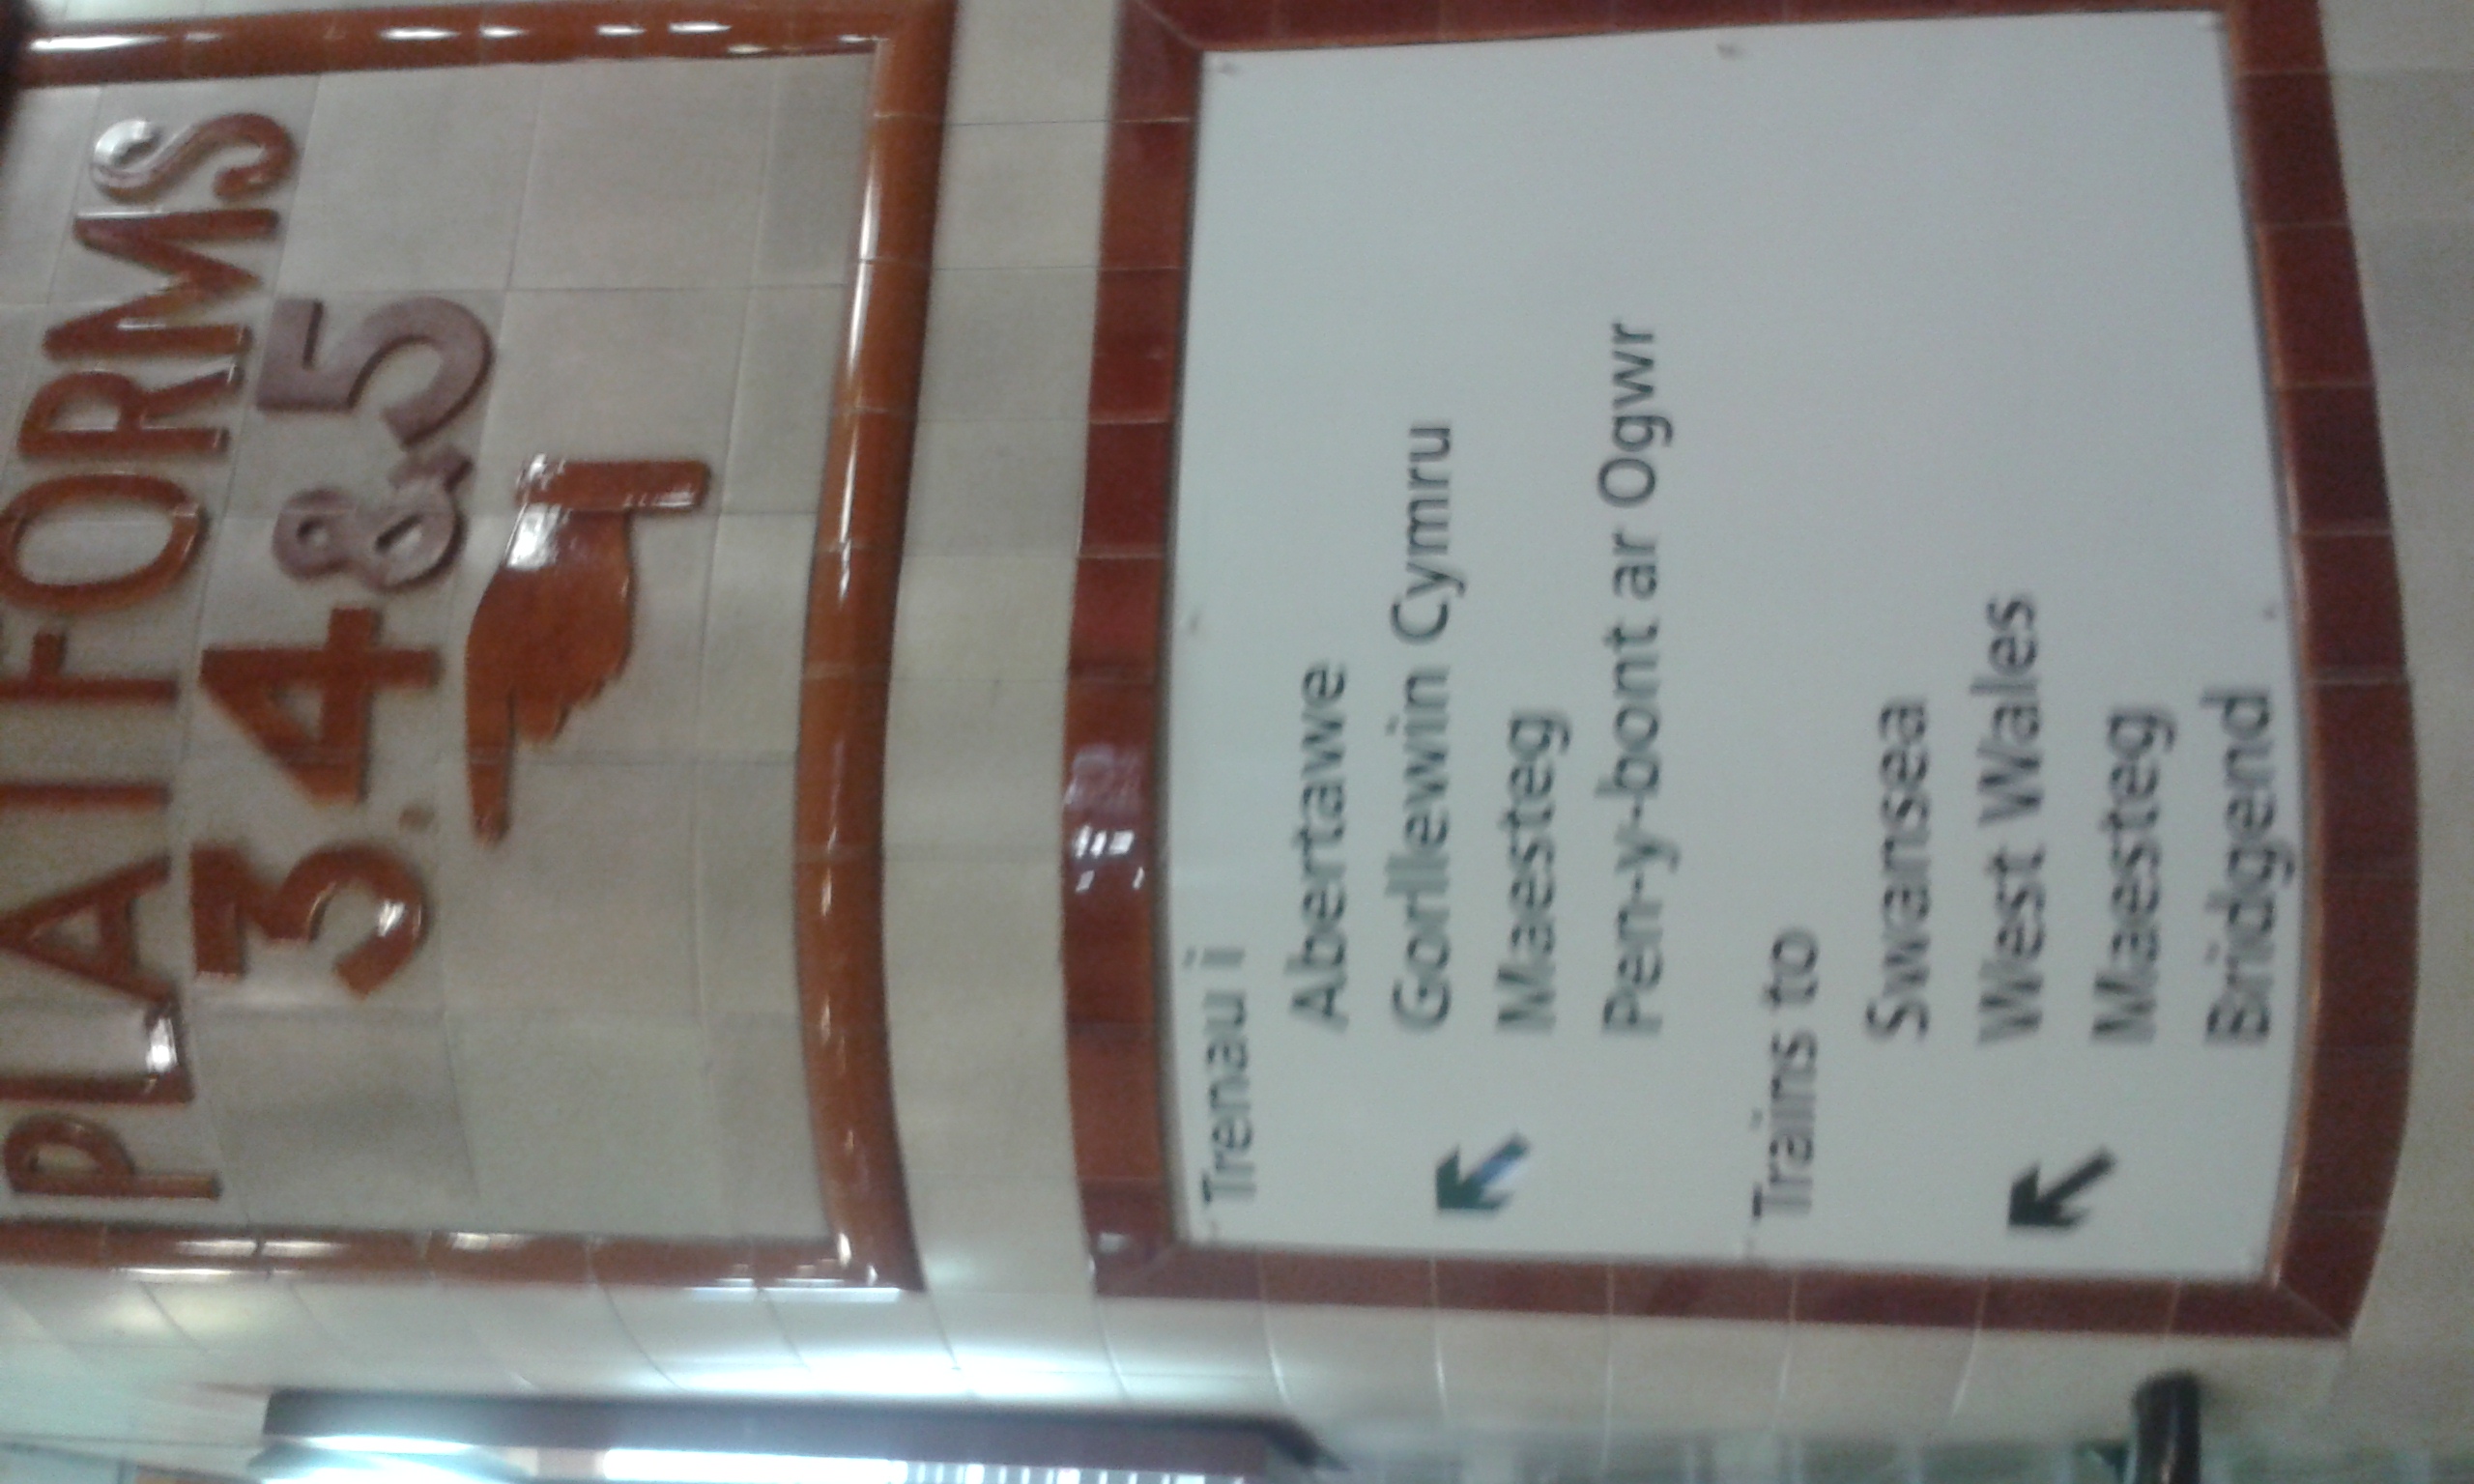 PLATFORMS
3.4 & 5
Trenau i
Abertawe
Gorllewin Cymru
Maesteg
Pen-y-bont ar Ogwr
Trains to
Swansea
West Wales
Maesteg
Bridgend